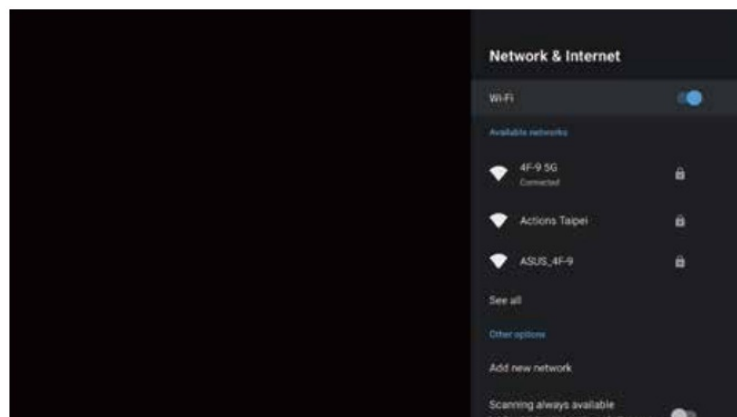 Network & Internet
Wi-Fi
Available networks
4F-9 5G
Connected
Actions Taipei
ASUS_4F-9
See all
Other options
Add new network
Scanning always available